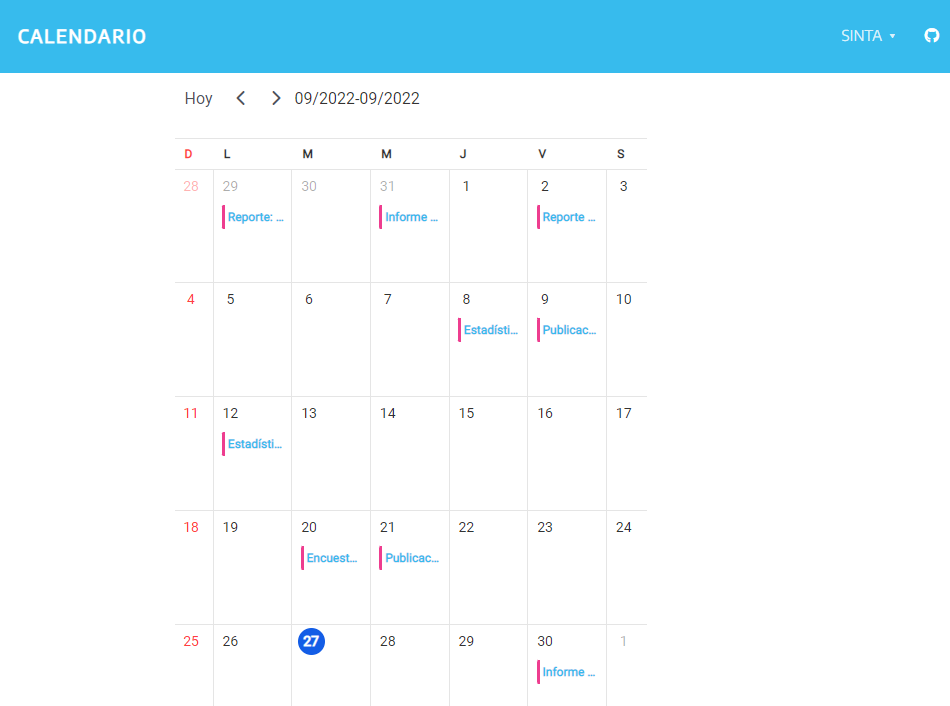 CALENDARIO
SINTA
Hoy 09/2022-09/2022
D L M M J V S
28 29 30 31 1 2 3
Reporte: ... Informe ... Reporte ...
4 5 6 7 8 9 10
Estadísti... Publicac...
11 12 13 14 15 16 17
Estadísti...
18 19 20 21 22 23 24
Encuest... Publicac...
25 26 27 28 29 30 1
Informe ...